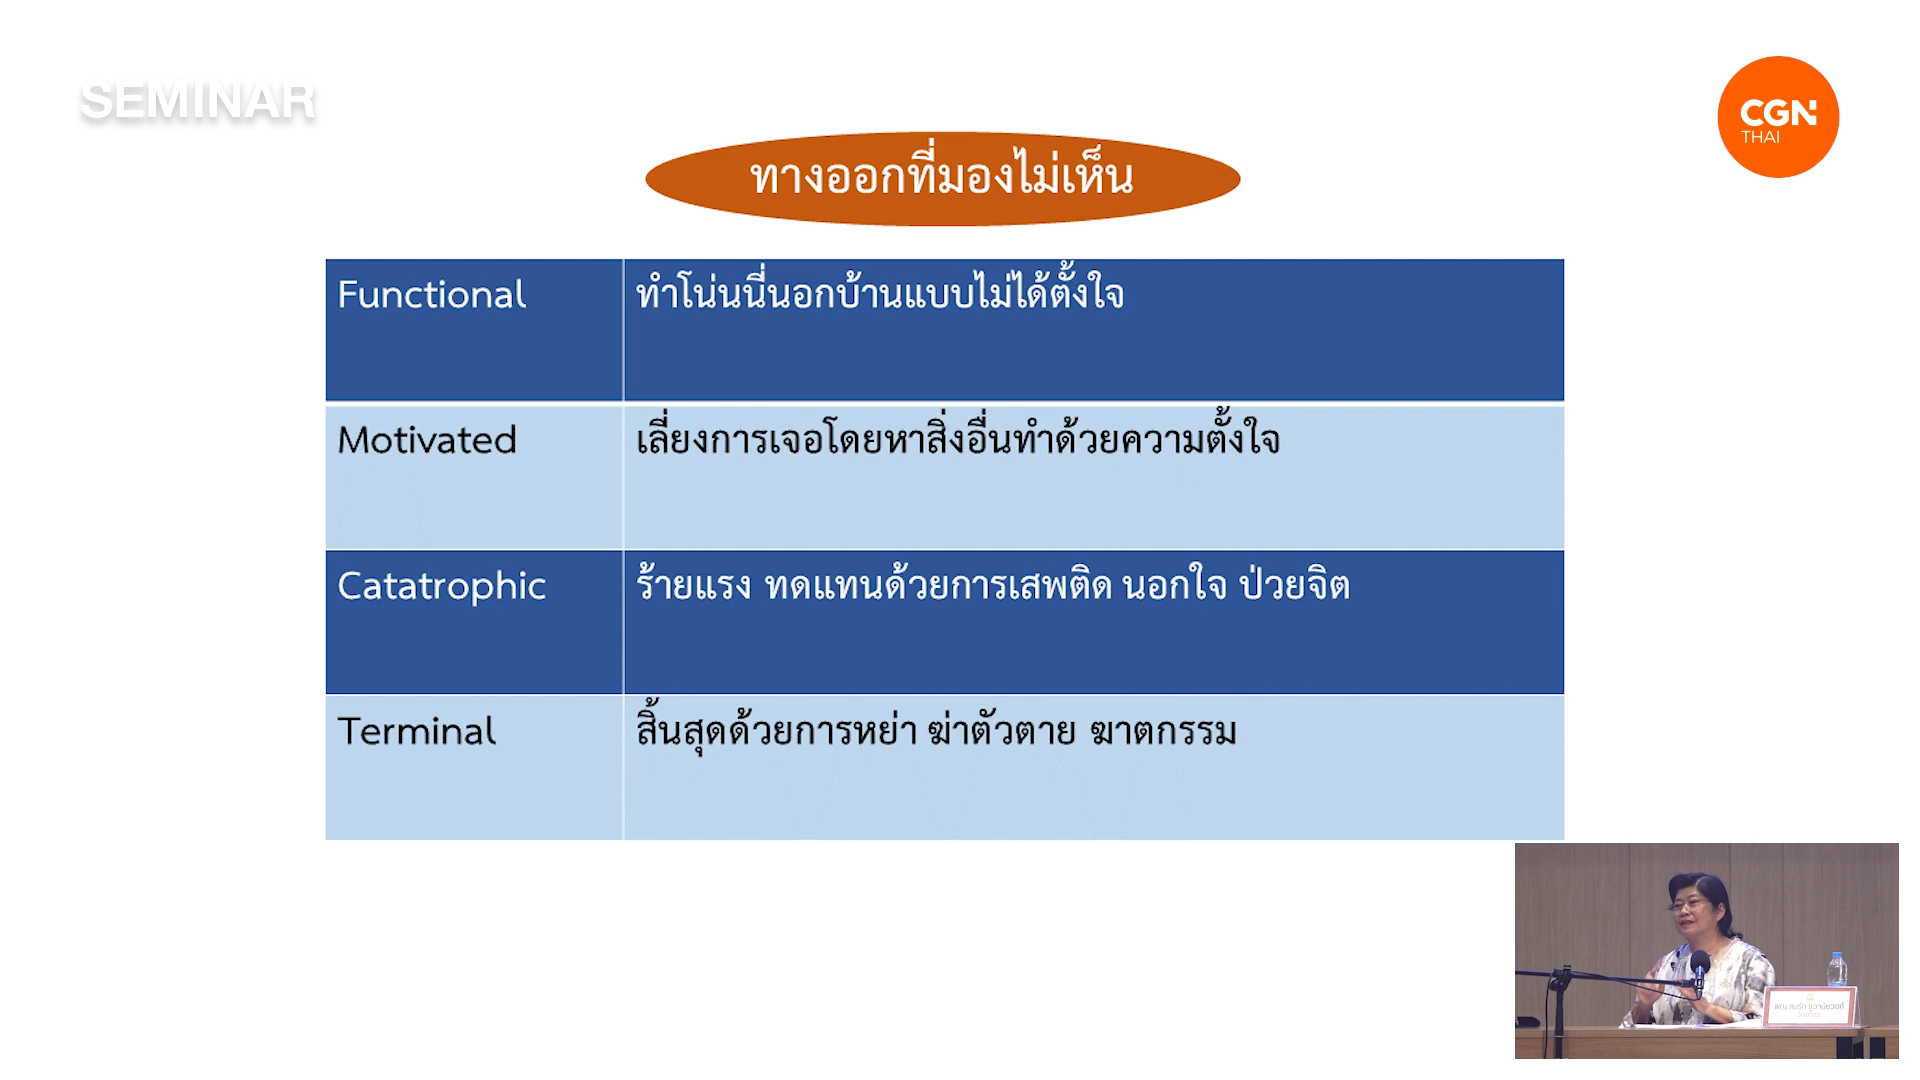 SEMINAR
CGN
THAI
ทางออกที่มองไม่เห็น
Functional
ทำโน่นนี่นอกบ้านแบบไม่ได้ตั้งใจ
Motivated
เลี่ยงการเจอโดยหาสิ่งอื่นทำด้วยความตั้งใจ
Catatrophic
ร้ายแรง ทดแทนด้วยการเสพติด นอกใจ ป่วยจิต
Terminal
สิ้นสุดด้วยการหย่า ฆ่าตัวตาย ฆาตกรรม
วิทยากร